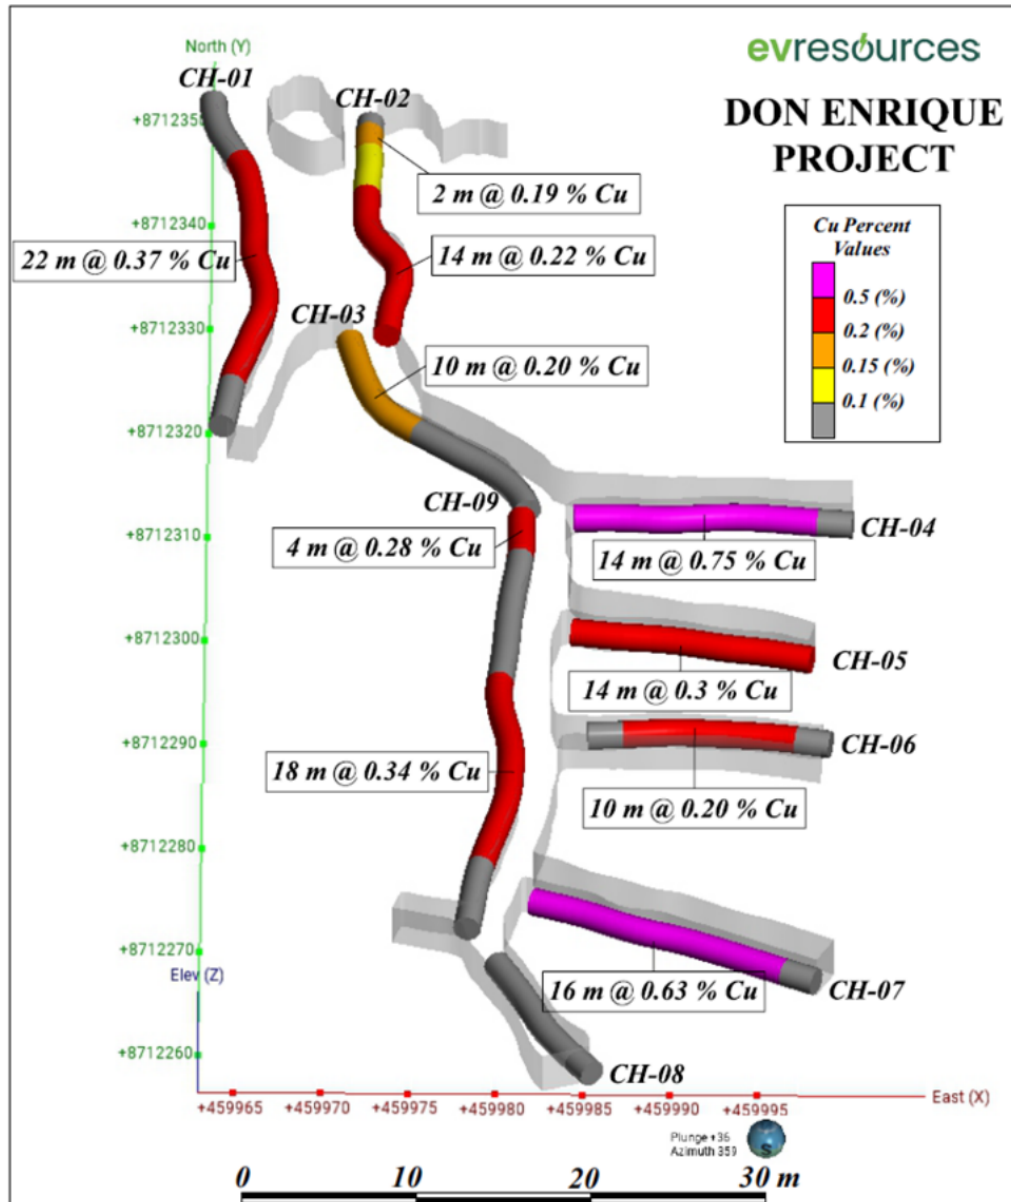 evresources
DON ENRIQUE
PROJECT
North (Y)
CH-01
CH-02
+8712350
2 m @ 0.19 % Cu
Cu Percent
Values
0.5 (%)
0.2 (%)
0.15 (%)
0.1 (%)
+8712340
22 m @ 0.37 % Cu
14 m @ 0.22 % Cu
CH-03
+8712330
10 m @ 0.20 % Cu
+8712320
CH-09
CH-04
+8712310
4 m @ 0.28 % Cu
14 m @ 0.75 % Cu
+8712300
CH-05
14 m @ 0.3 % Cu
+8712290
CH-06
18 m @ 0.34 % Cu
10 m @ 0.20 % Cu
+8712280
+8712270
Elev (Z)
16 m @ 0.63 % Cu
CH-07
+8712260
CH-08
East (X)
+459965
+459970
+459975
+459980
+459985
+459990
+459995
Plunge +36
Azimuth 359
S
0
10
20
30 m